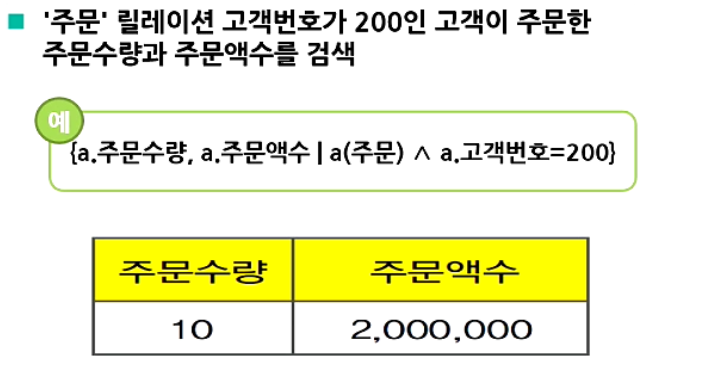 '주문' 릴레이션 고객번호가 200인 고객이 주문한
주문수량과 주문액수를 검색
예
{a.주문수량, a.주문액수 | a(주문) ∧ a.고객번호=200}
주문수량 주문액수
10 2,000,000